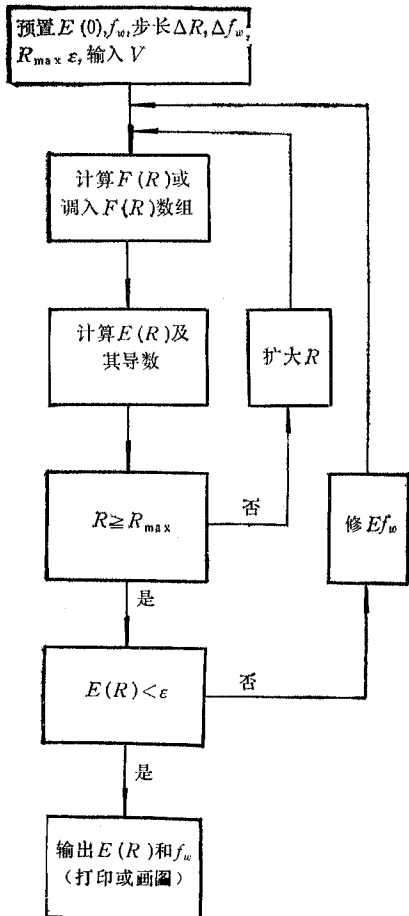 预置E(0),f_w,步长ΔR,Δf_w,
R_max ε,输入V
计算F(R)或
调入F(R)数组
计算E(R)及
其导数
扩大R
R≧R_max
否
修Ef_w
是
E(R)<ε
否
是
输出E(R)和f_w
(打印或画图)